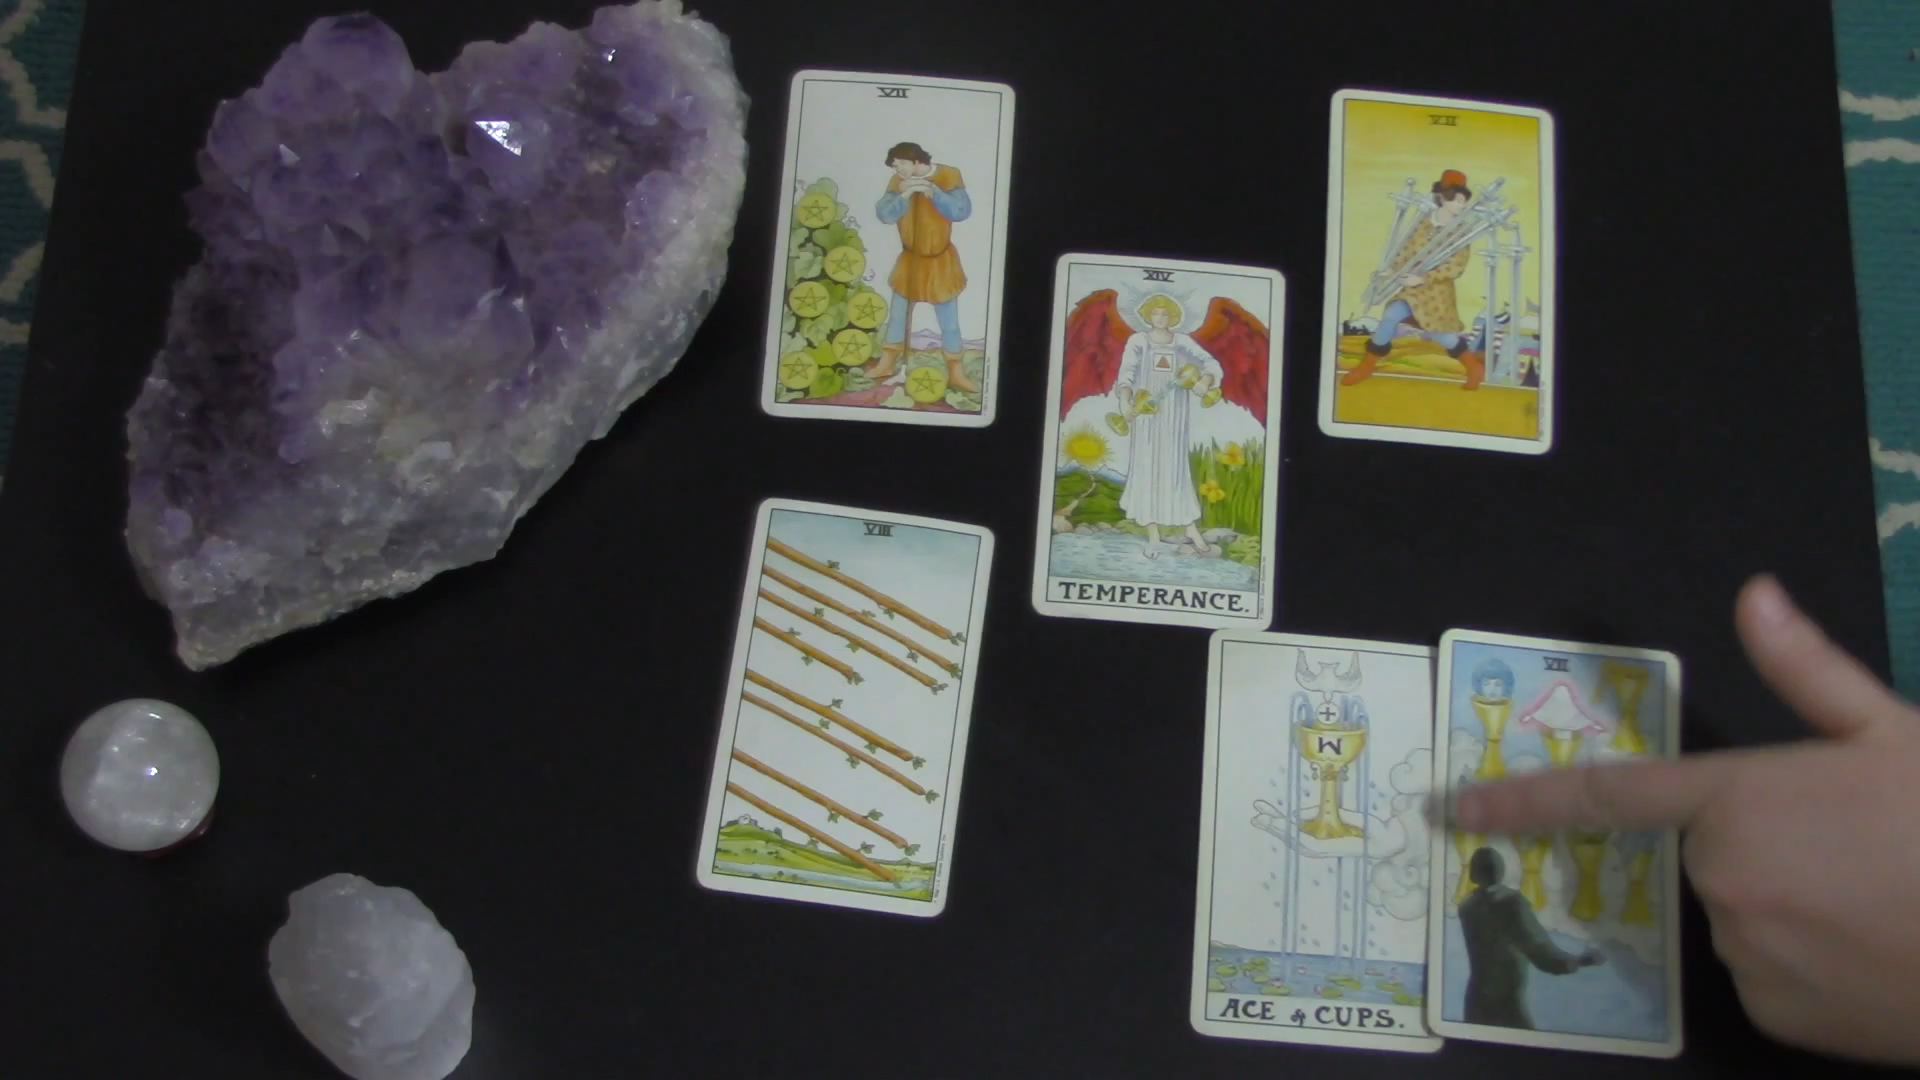 VII
VII
XIV
TEMPERANCE.
VIII
VII
W
ACE of CUPS.